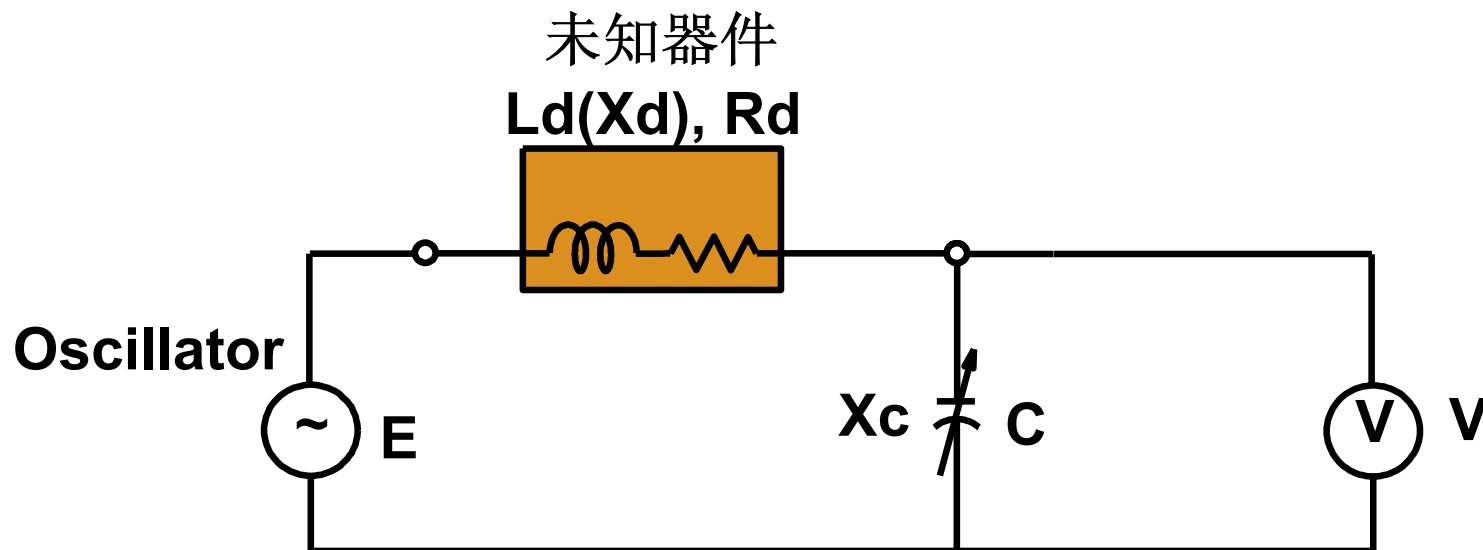 未知器件
Ld(Xd), Rd
Oscillator
~
E
Xc
C
V
V